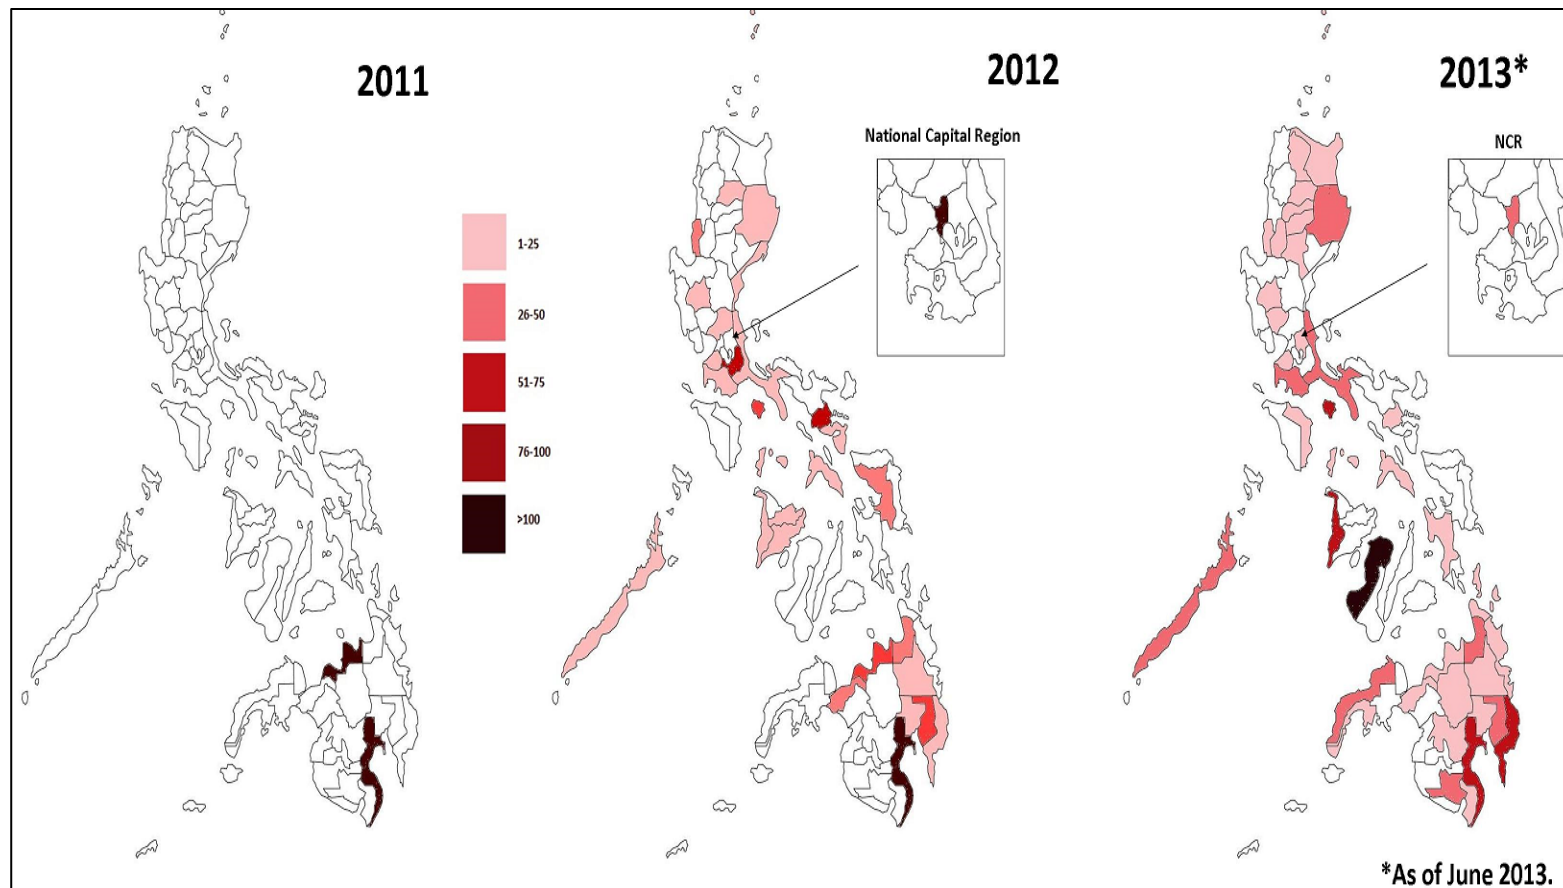 2011
2012
2013*
National Capital Region
NCR
1-25
26-50
51-75
76-100
>100
*As of June 2013.